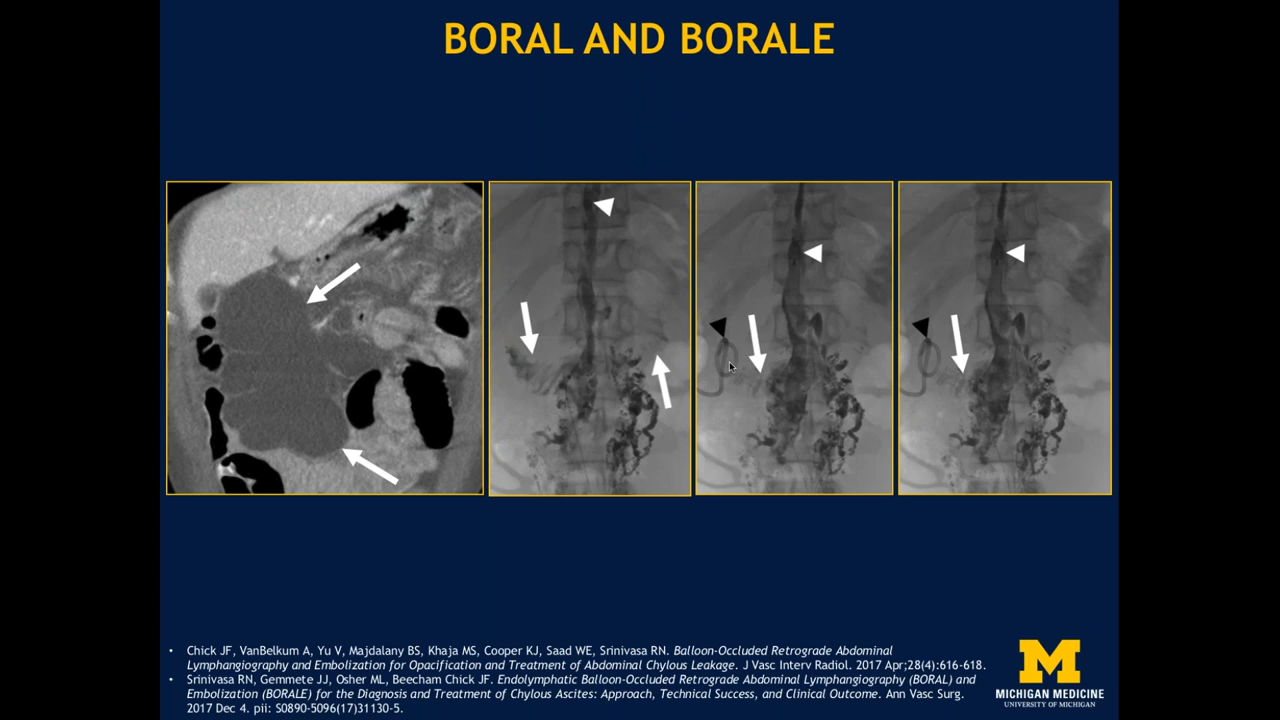 BORAL AND BORALE
• Chick JF, VanBelkum A, Yu V, Majdalany BS, Khaja MS, Cooper KJ, Saad WE, Srinivasa RN. Balloon-Occluded Retrograde Abdominal
Lymphangiography and Embolization for Opacification and Treatment of Abdominal Chylous Leakage. J Vasc Interv Radiol. 2017 Apr;28(4):616-618.
• Srinivasa RN, Gemmete JJ, Osher ML, Beecham Chick JF. Endolymphatic Balloon-Occluded Retrograde Abdominal Lymphangiography (BORAL) and
Embolization (BORALE) for the Diagnosis and Treatment of Chylous Ascites: Approach, Technical Success, and Clinical Outcome. Ann Vasc Surg.
2017 Dec 4. pii: S0890-5096(17)31130-5.
M
MICHIGAN MEDICINE
UNIVERSITY OF MICHIGAN